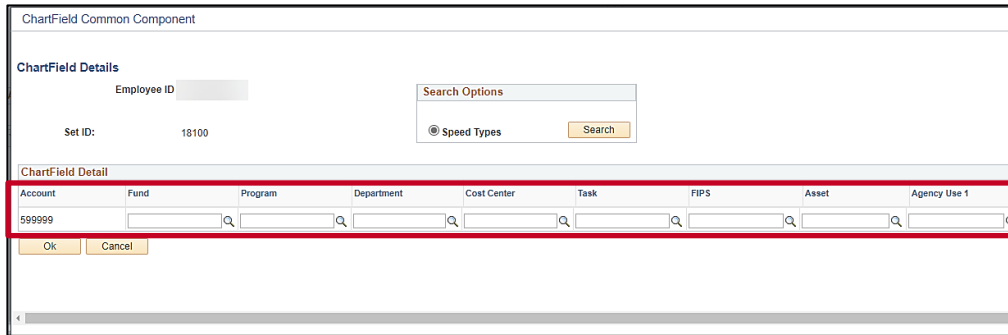 ChartField Common Component
ChartField Details
Employee ID
Search Options
Set ID: 18100
Speed Types Search
ChartField Detail
Account Fund Program Department Cost Center Task FIPS Asset Agency Use 1
599999
Ok Cancel